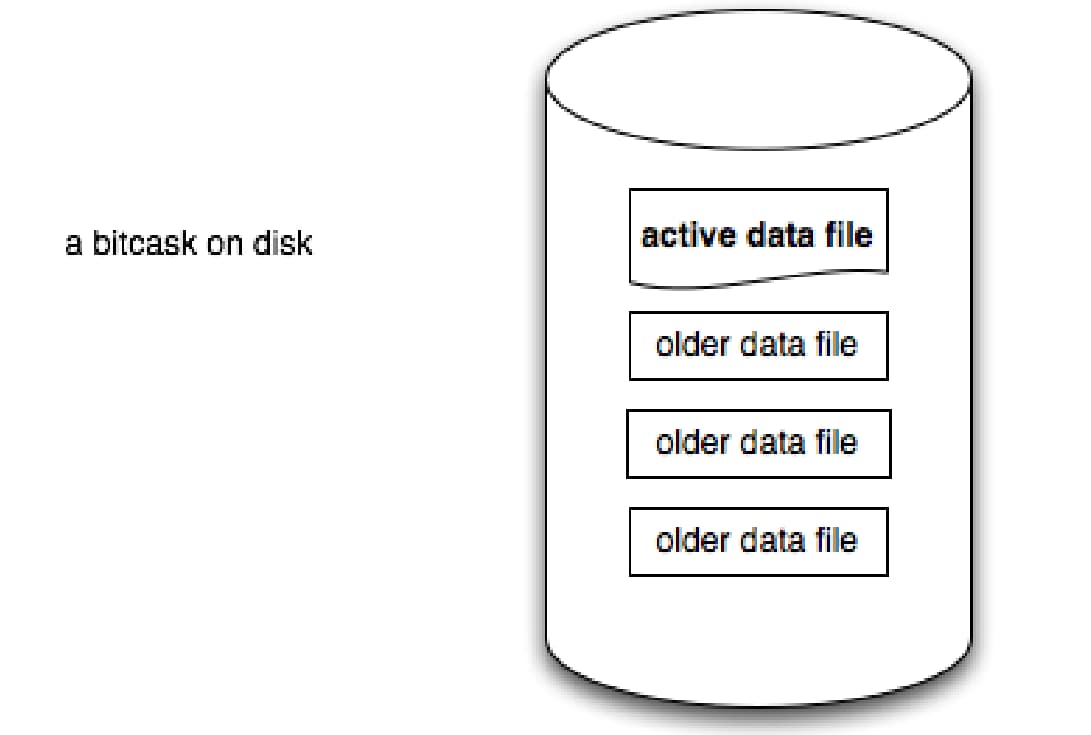 a bitcask on disk
active data file
older data file
older data file
older data file